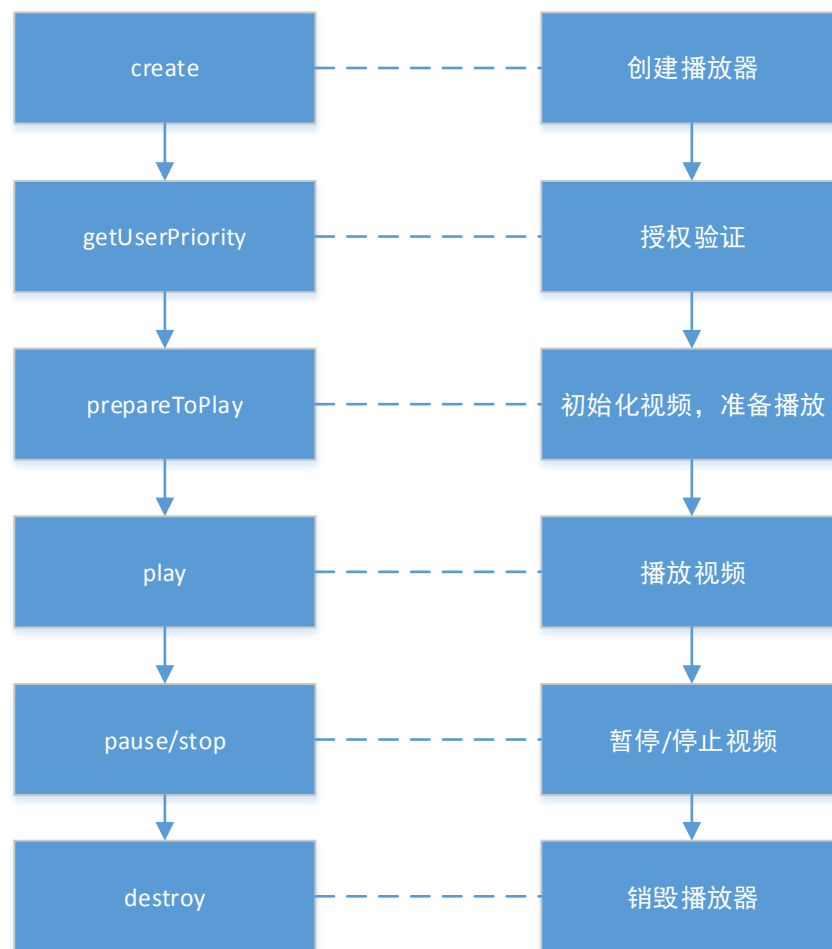 create
创建播放器
getUserPriority
授权验证
prepareToPlay
初始化视频，准备播放
play
播放视频
pause/stop
暂停/停止视频
destroy
销毁播放器